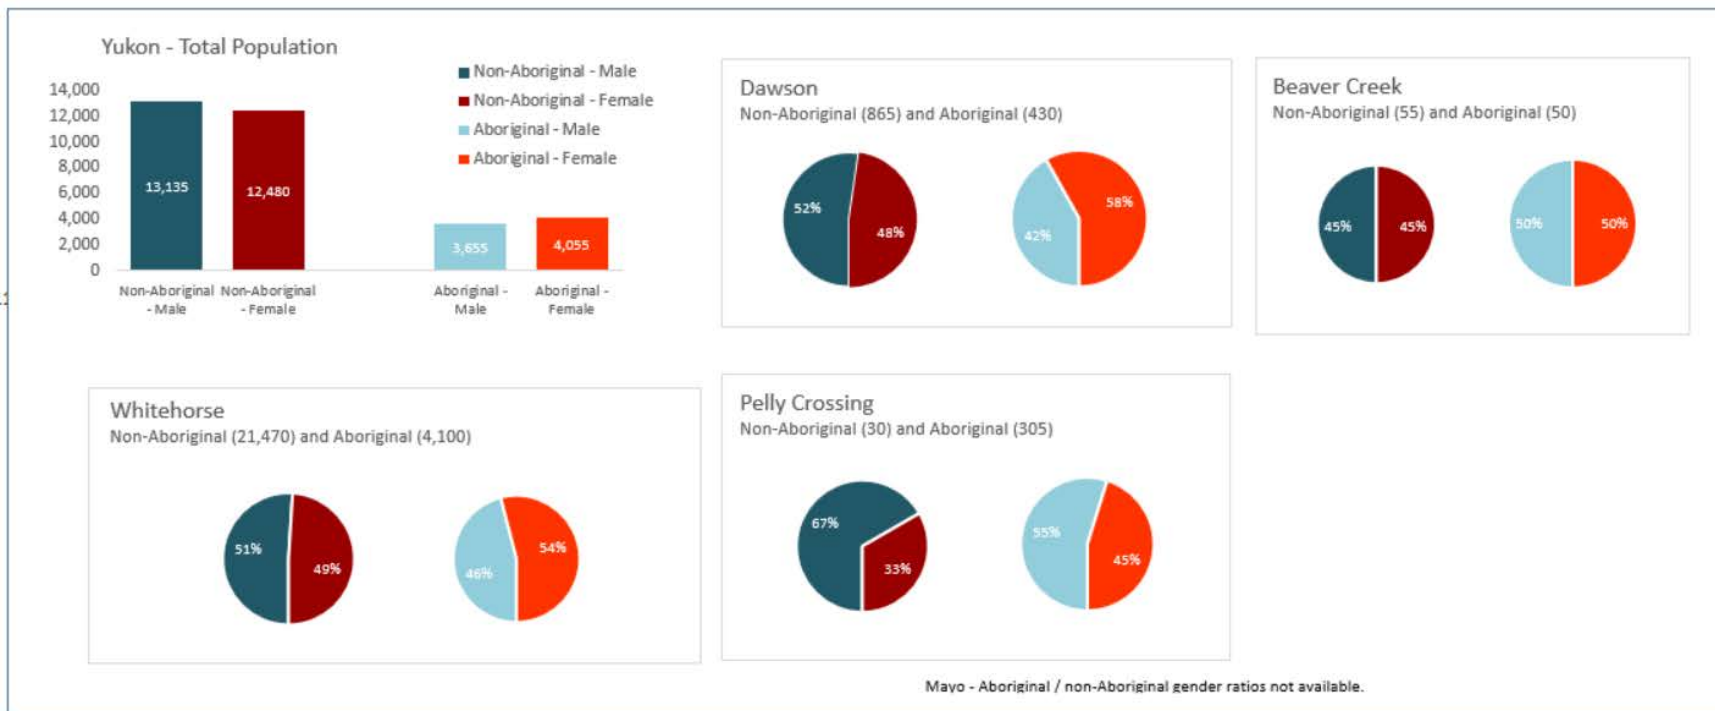 Yukon - Total Population
Non-Aboriginal - Male
Non-Aboriginal - Female
Aboriginal - Male
Aboriginal - Female
14,000
12,000
10,000
8,000
6,000
4,000
2,000
0
13,135
12,480
3,655
4,055
Non-Aboriginal
- Male
Non-Aboriginal
- Female
Aboriginal -
Male
Aboriginal -
Female
Dawson
Non-Aboriginal (865) and Aboriginal (430)
52%
48%
42%
58%
Beaver Creek
Non-Aboriginal (55) and Aboriginal (50)
45%
45%
50%
50%
Whitehorse
Non-Aboriginal (21,470) and Aboriginal (4,100)
51%
49%
46%
54%
Pelly Crossing
Non-Aboriginal (30) and Aboriginal (305)
67%
33%
55%
45%
Mayo - Aboriginal / non-Aboriginal gender ratios not available.